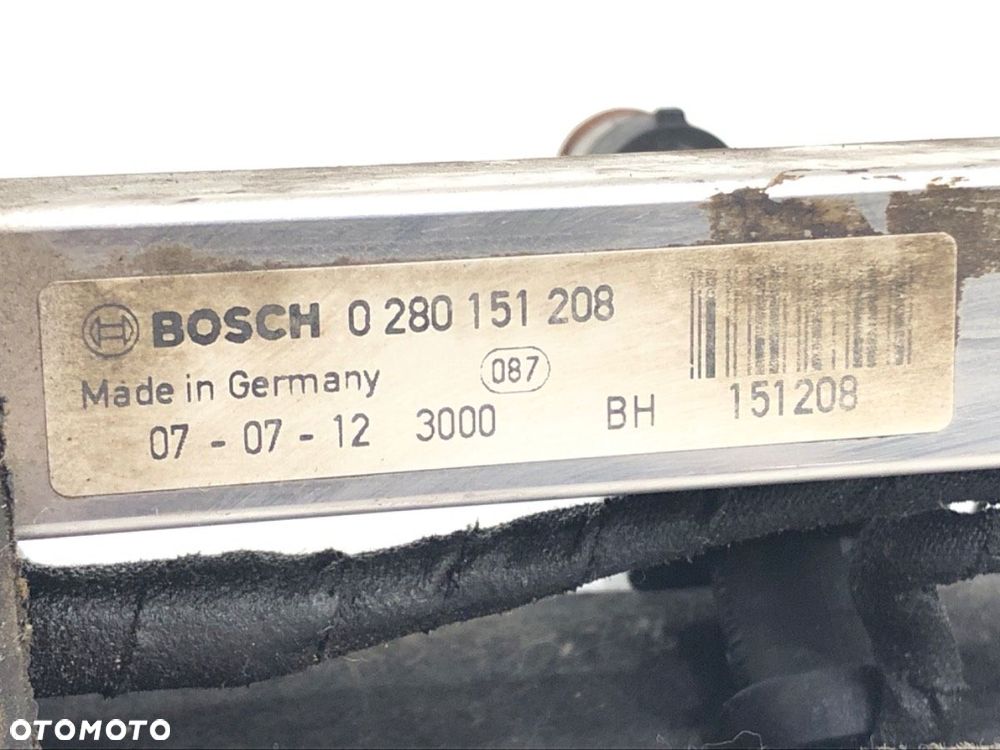 BOSCH 0 280 151 208
Made in Germany 087
07 - 07 - 12 3000 BH 151208
OTOMOTO